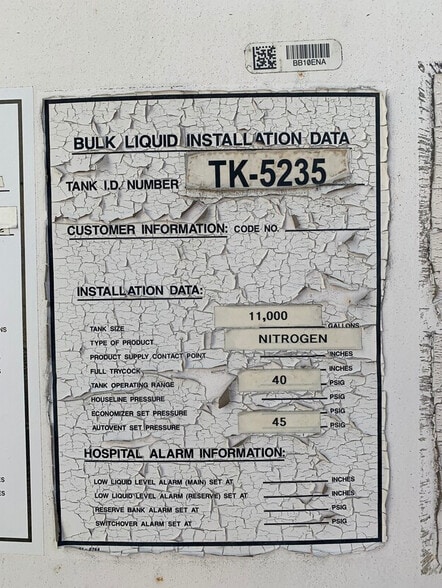 BB10ENA
BULK LIQUID INSTALLATION DATA
TANK I.D. NUMBER TK-5235
CUSTOMER INFORMATION: CODE NO.
INSTALLATION DATA:
TANK SIZE 11,000 GALLONS
TYPE OF PRODUCT NITROGEN
PRODUCT SUPPLY CONTACT POINT INCHES
FULL TRYCOCK INCHES
TANK OPERATING RANGE 40 PSIG
HOUSELINE PRESSURE PSIG
ECONOMIZER SET PRESSURE PSIG
AUTOVENT SET PRESSURE 45 PSIG
HOSPITAL ALARM INFORMATION:
LOW LIQUID LEVEL ALARM (MAIN) SET AT INCHES
LOW LIQUID LEVEL ALARM (RESERVE) SET AT INCHES
RESERVE BANK ALARM SET AT PSIG
SWITCHOVER ALARM SET AT PSIG